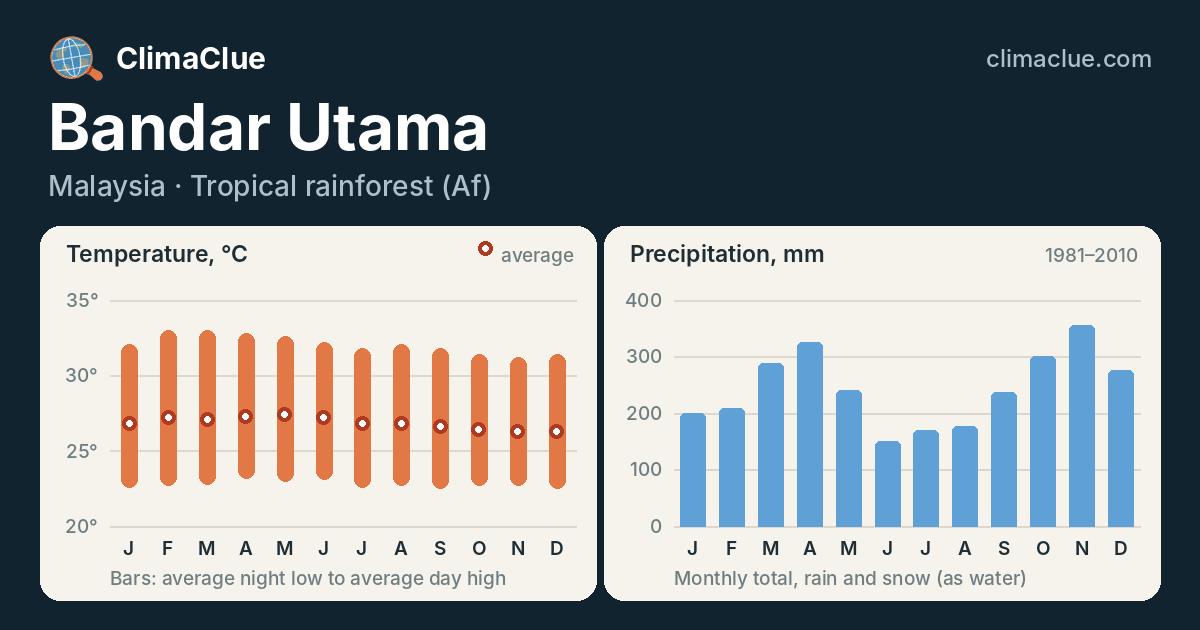 ClimaClue
climaclue.com
Bandar Utama
Malaysia · Tropical rainforest (Af)
Temperature, °C
average
35°
30°
25°
20°
J F M A M J J A S O N D
Bars: average night low to average day high
Precipitation, mm
1981–2010
400
300
200
100
0
J F M A M J J A S O N D
Monthly total, rain and snow (as water)